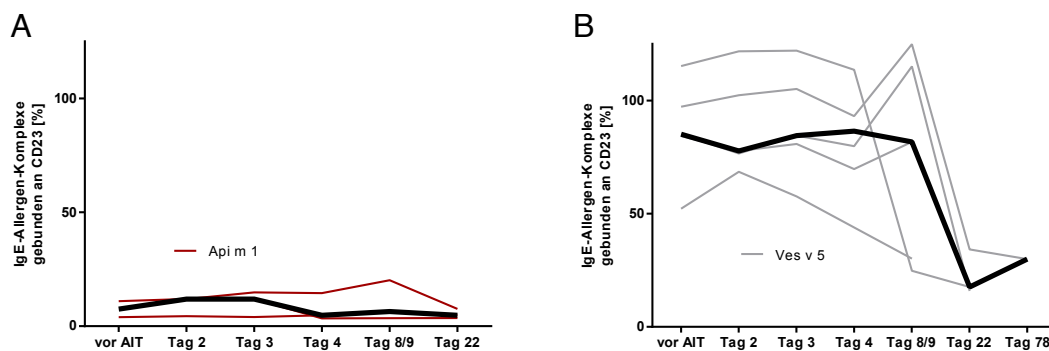 A
IgE-Allergen-Komplexe
gebunden an CD23 [%]
100
50
0
Api m 1
vor AIT Tag 2 Tag 3 Tag 4 Tag 8/9 Tag 22
B
IgE-Allergen-Komplexe
gebunden an CD23 [%]
100
50
0
Ves v 5
vor AIT Tag 2 Tag 3 Tag 4 Tag 8/9 Tag 22 Tag 78